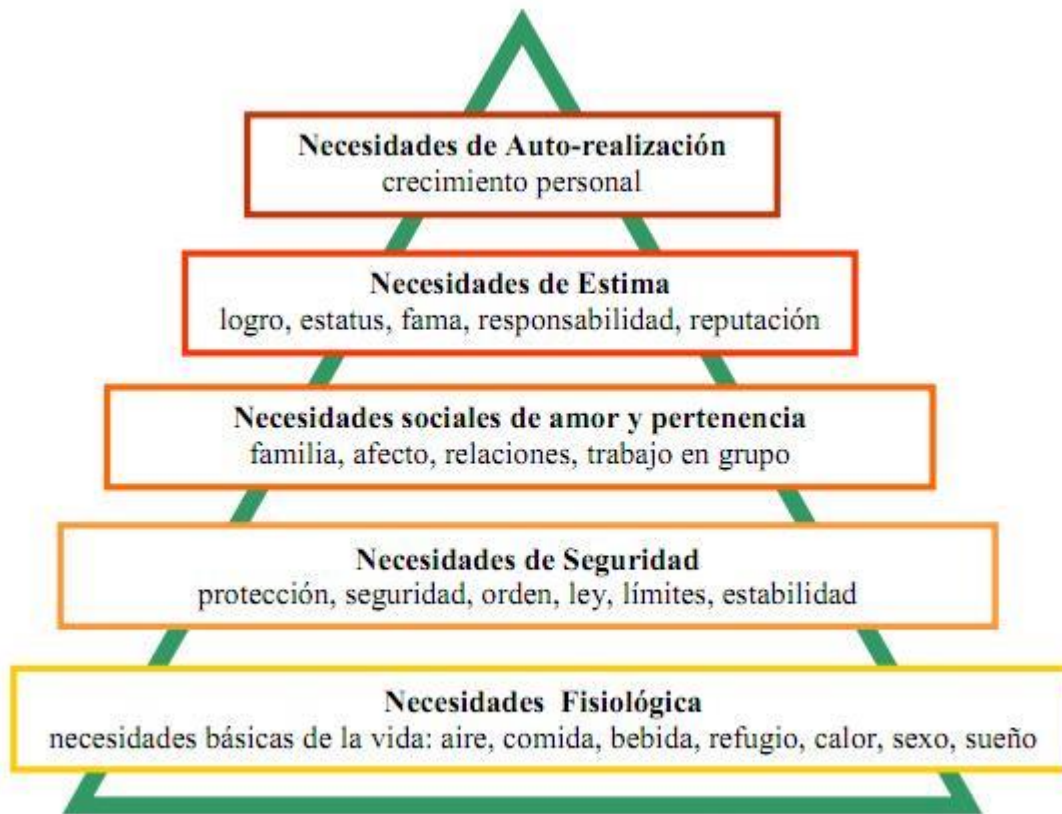 Necesidades de Auto-realización
crecimiento personal
Necesidades de Estima
logro, estatus, fama, responsabilidad, reputación
Necesidades sociales de amor y pertenencia
familia, afecto, relaciones, trabajo en grupo
Necesidades de Seguridad
protección, seguridad, orden, ley, límites, estabilidad
Necesidades Fisiológica
necesidades básicas de la vida: aire, comida, bebida, refugio, calor, sexo, sueño